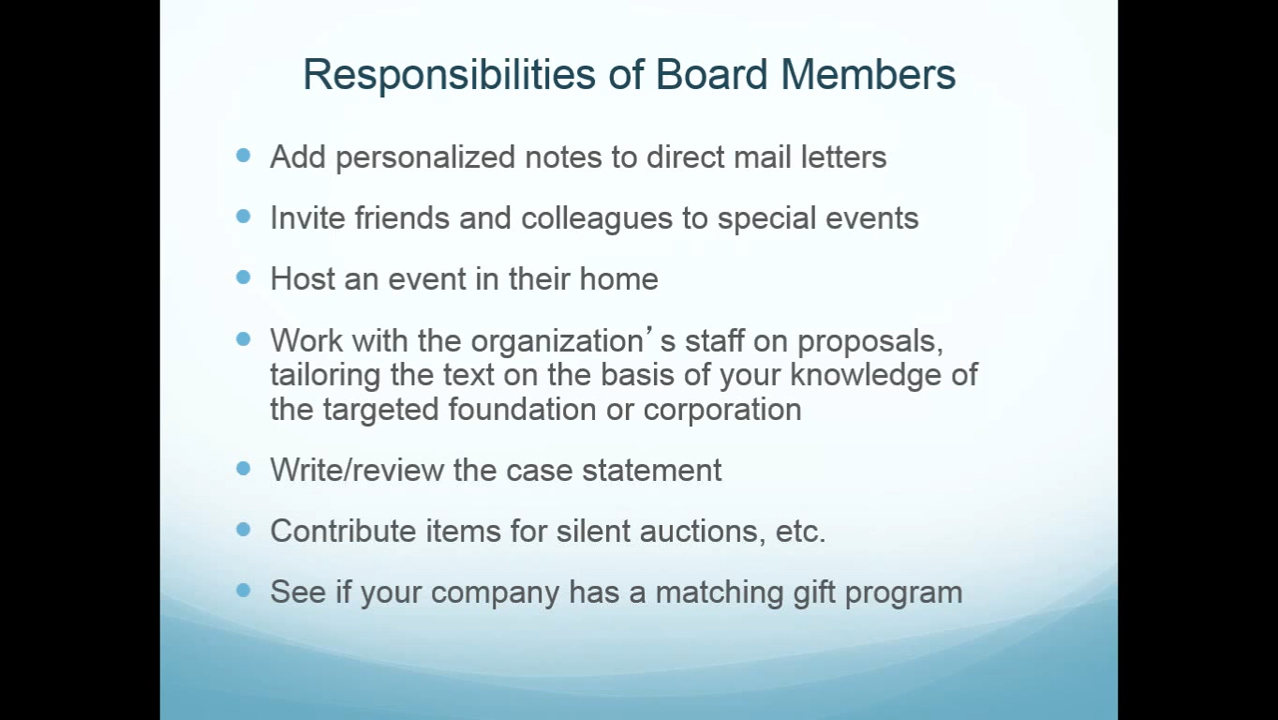 Responsibilities of Board Members
Add personalized notes to direct mail letters
Invite friends and colleagues to special events
Host an event in their home
Work with the organization’s staff on proposals,
tailoring the text on the basis of your knowledge of
the targeted foundation or corporation
Write/review the case statement
Contribute items for silent auctions, etc.
See if your company has a matching gift program